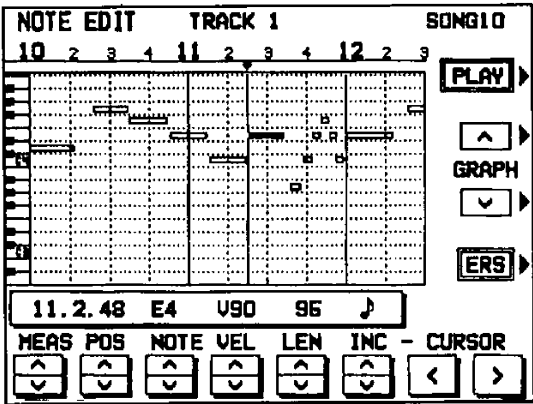 NOTE EDIT TRACK 1 SONG10
10 2 3 4 11 2 3 4 12 2 3
PLAY
GRAPH
ERS
11.2.48 E4 V90 96 ♪
MEAS POS NOTE VEL LEN INC - CURSOR